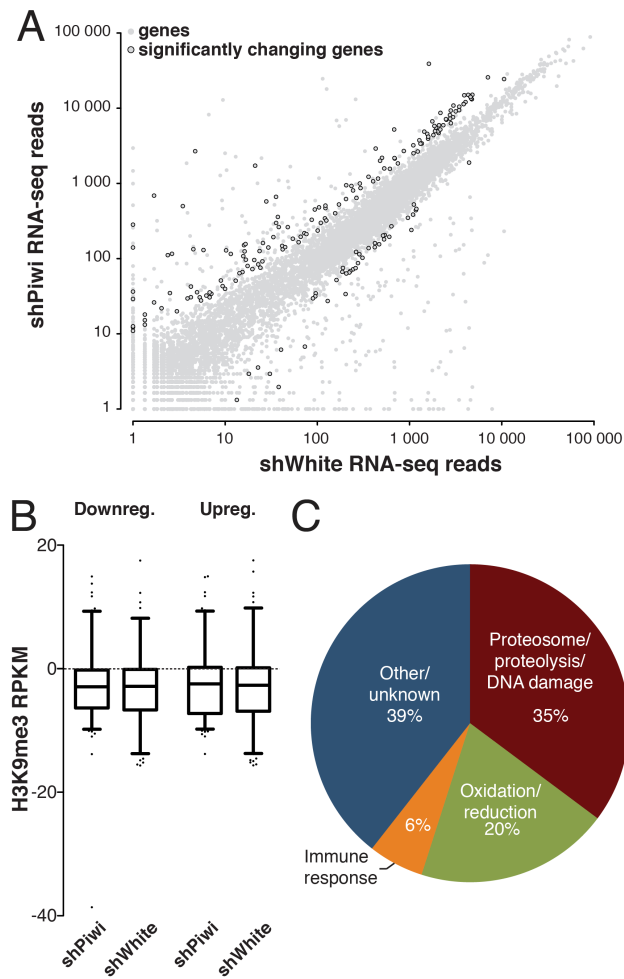 A
genes
significantly changing genes
100 000
10 000
1 000
100
10
1
shPiwi RNA-seq reads
1
10
100
1 000
10 000
100 000
shWhite RNA-seq reads
B
Downreg.
Upreg.
20
0
-20
-40
H3K9me3 RPKM
shPiwi
shWhite
shPiwi
shWhite
C
Proteosome/
proteolysis/
DNA damage
35%
Other/
unknown
39%
Oxidation/
reduction
20%
6%
Immune
response